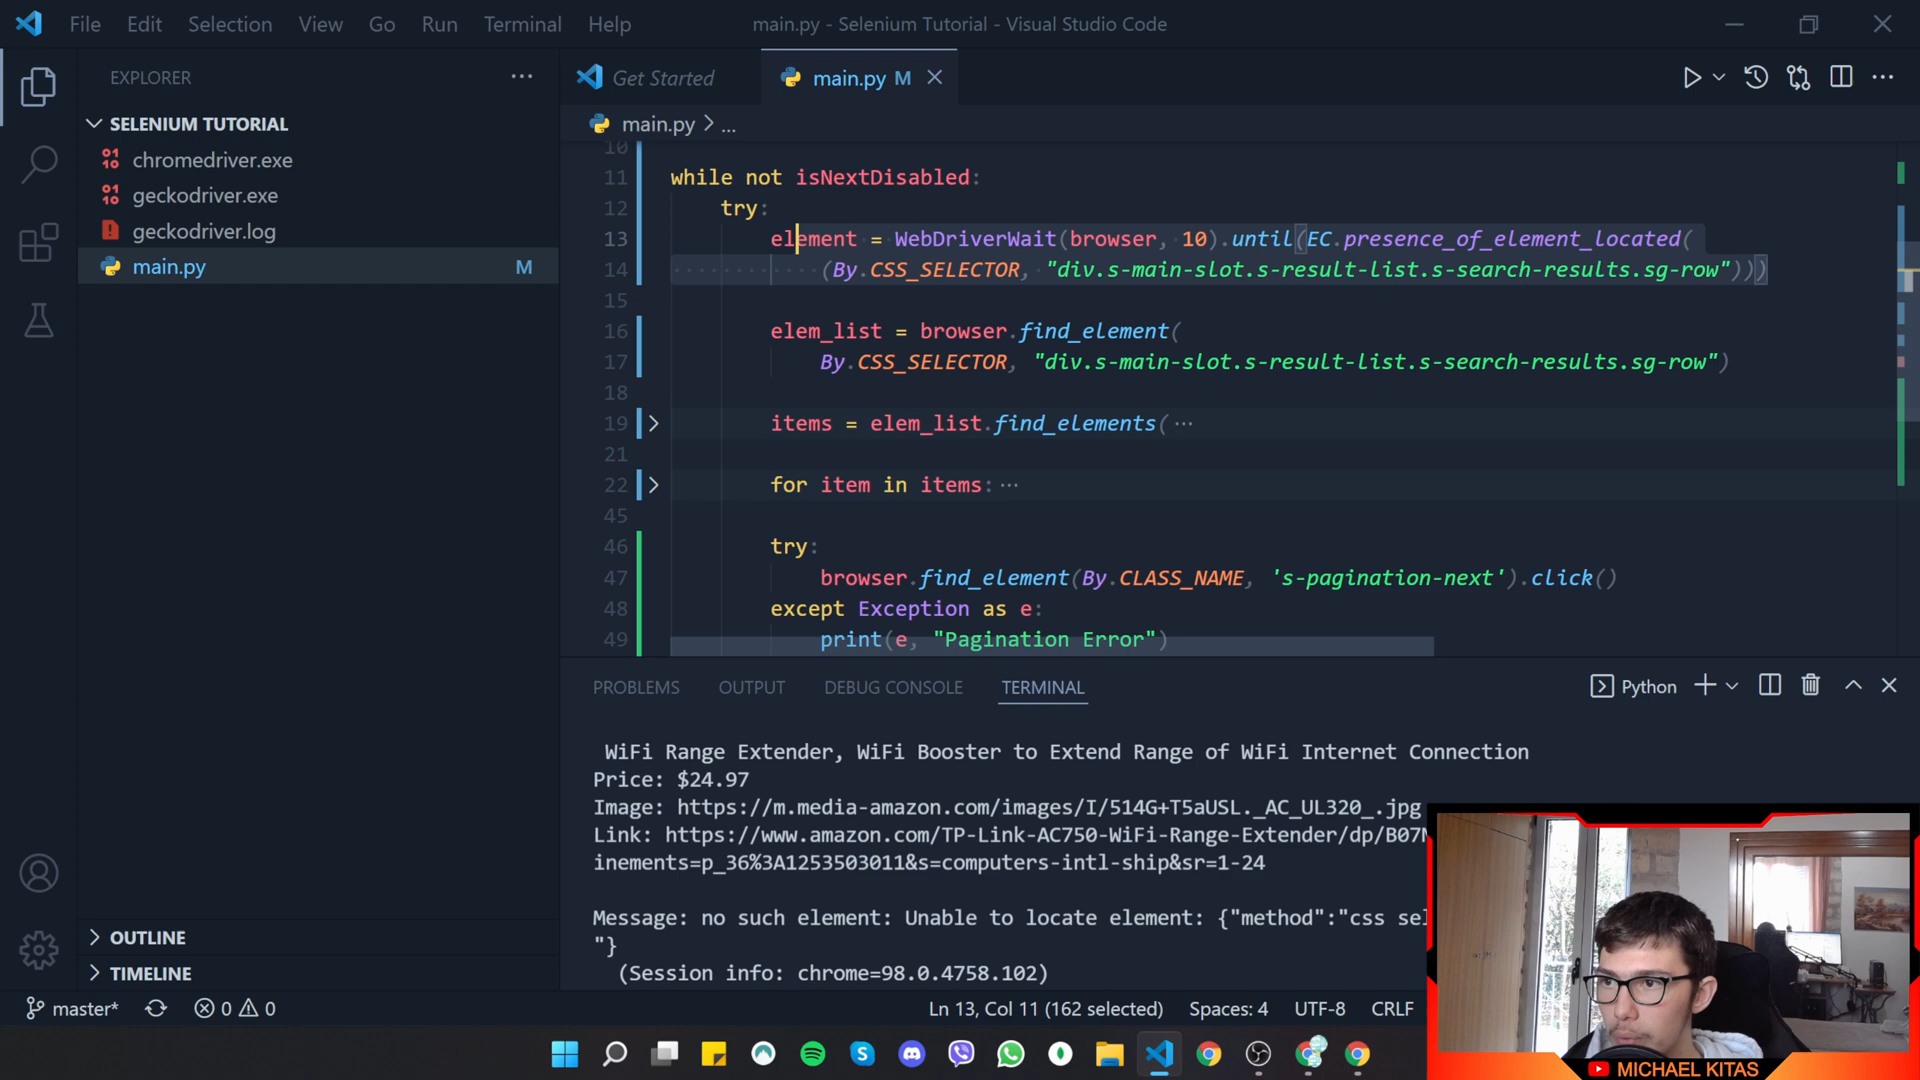 File Edit Selection View Go Run Terminal Help main.py - Selenium Tutorial - Visual Studio Code
EXPLORER
Get Started
main.py M
SELENIUM TUTORIAL
chromedriver.exe
geckodriver.exe
geckodriver.log
main.py M
main.py > ...
10
11 while not isNextDisabled:
12 try:
13 element = WebDriverWait(browser, 10).until(EC.presence_of_element_located(
14 (By.CSS_SELECTOR, "div.s-main-slot.s-result-list.s-search-results.sg-row")))
15
16 elem_list = browser.find_element(
17 By.CSS_SELECTOR, "div.s-main-slot.s-result-list.s-search-results.sg-row")
18
19 items = elem_list.find_elements( ...
21
22 for item in items: ...
45
46 try:
47 browser.find_element(By.CLASS_NAME, 's-pagination-next').click()
48 except Exception as e:
49 print(e, "Pagination Error")
PROBLEMS OUTPUT DEBUG CONSOLE TERMINAL
Python
WiFi Range Extender, WiFi Booster to Extend Range of WiFi Internet Connection
Price: $24.97
Image: https://m.media-amazon.com/images/I/514G+T5aUSL._AC_UL320_.jpg
Link: https://www.amazon.com/TP-Link-AC750-WiFi-Range-Extender/dp/B07
inements=p_36%3A1253503011&s=computers-intl-ship&sr=1-24
Message: no such element: Unable to locate element: {"method":"css sel
"}
(Session info: chrome=98.0.4758.102)
OUTLINE
TIMELINE
master* 0 0
Ln 13, Col 11 (162 selected) Spaces: 4 UTF-8 CRLF
MICHAEL KITAS